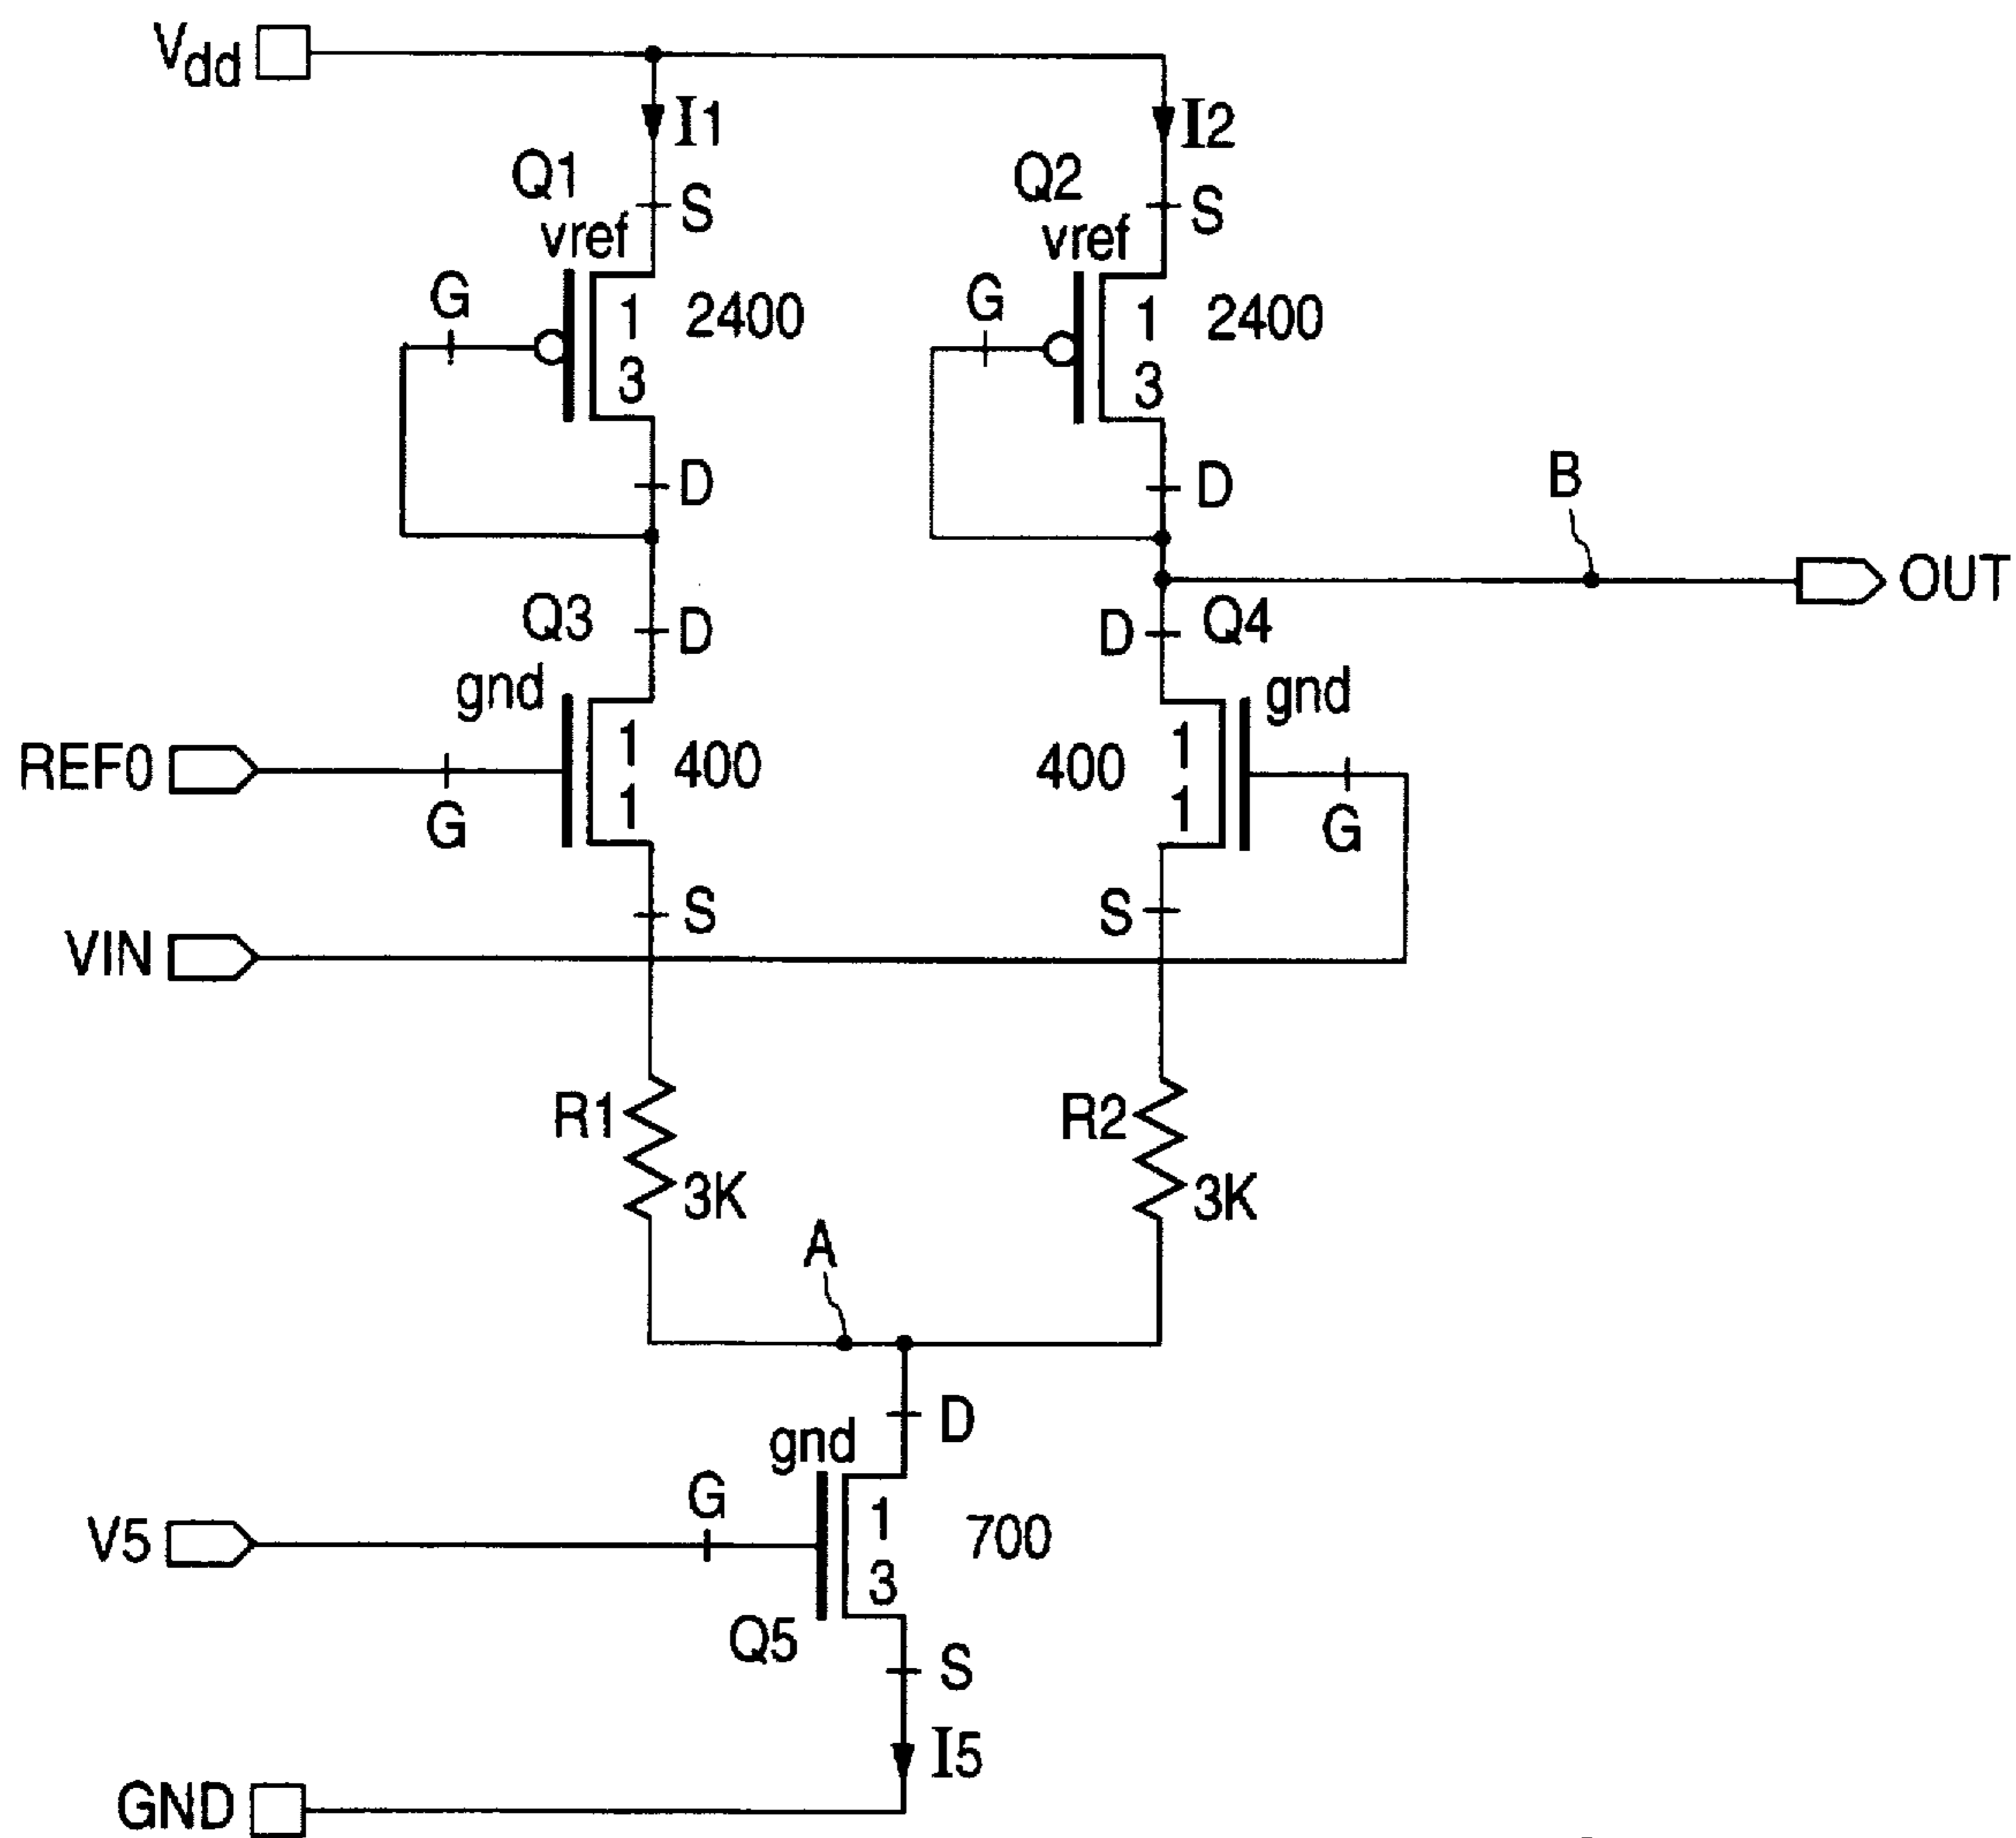 Vdd
I1
I2
Q1
Q2
S
S
vref
vref
G
G
1
2400
1
2400
3
3
D
D
B
OUT
Q3
D
D
Q4
gnd
gnd
REF0
1
400
400
1
G
1
1
G
S
S
VIN
R1
R2
3K
3K
A
D
gnd
G
1
700
V5
3
Q5
S
I5
GND